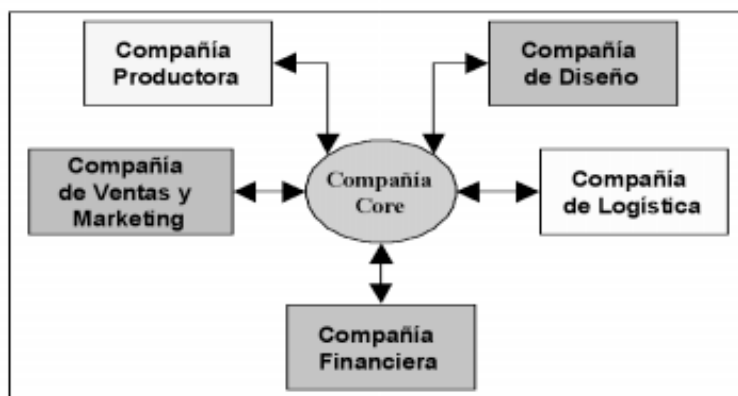 Compañía
Productora
Compañía
de Diseño
Compañía
de Ventas y
Marketing
Compañía
Core
Compañía
de Logística
Compañía
Financiera